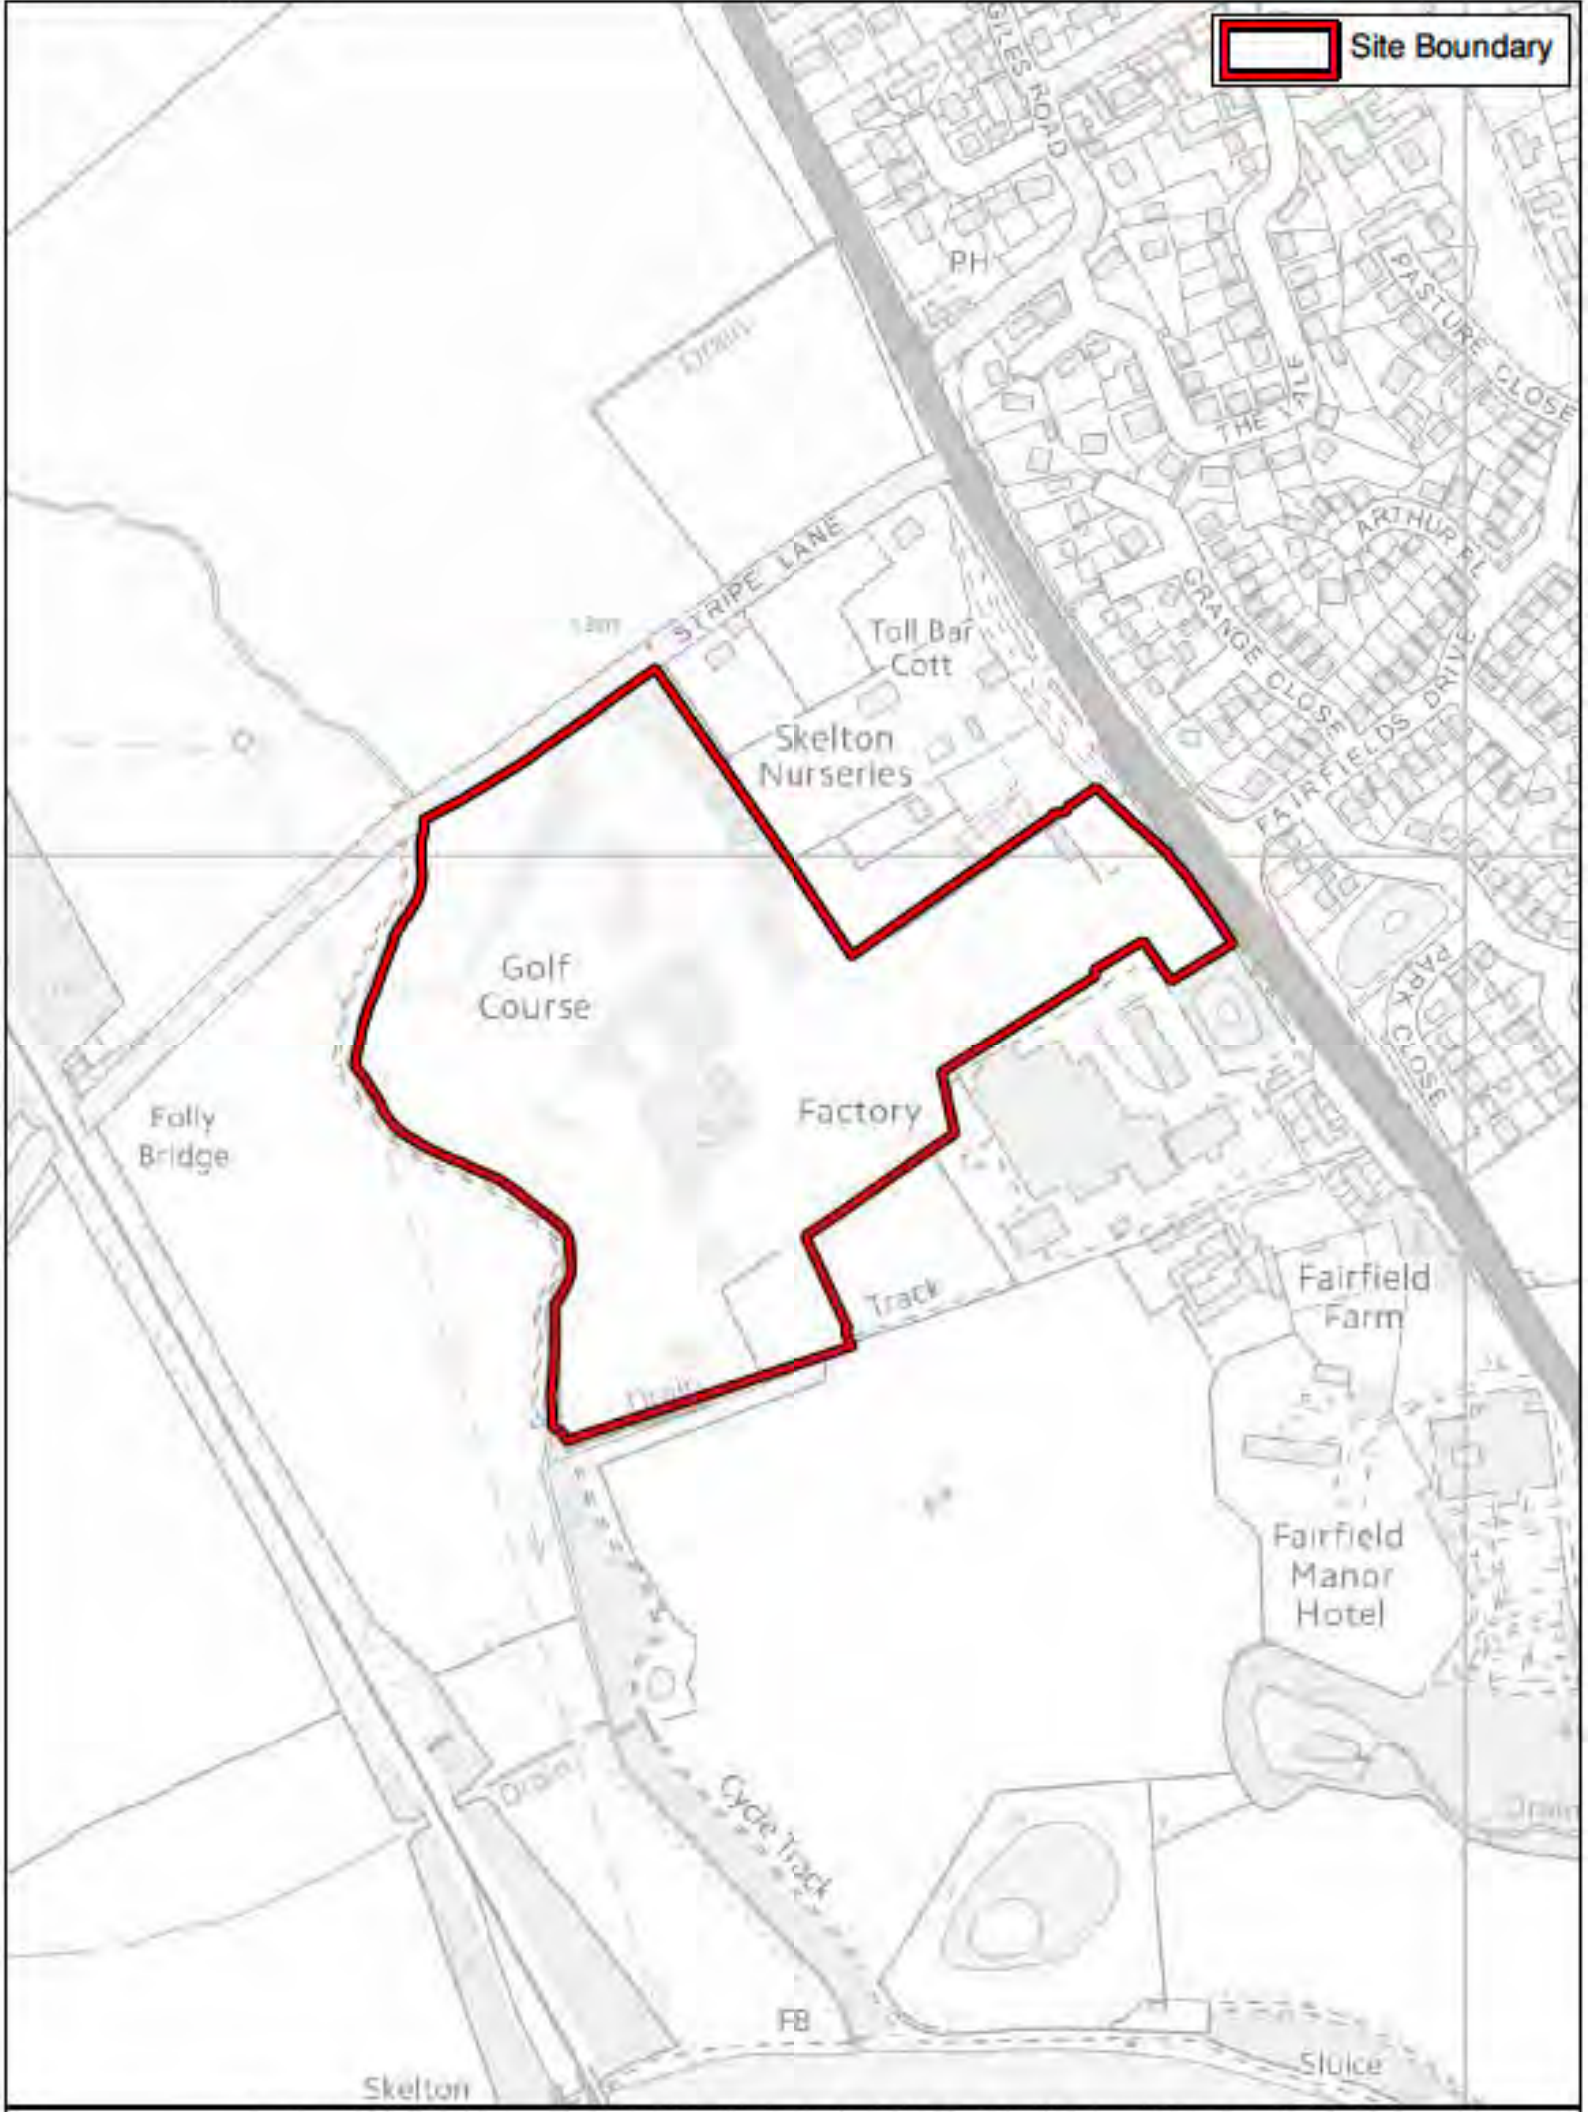 Site Boundary
GILES ROAD
PH
PASTURE CLOSE
Drain
THE VALE
STRIPE LANE
ARTHUR PL
GRANGE CLOSE
Toll Bar
Cott
FAIRFIELDS DRIVE
Skelton
Nurseries
Golf
Course
PARK CLOSE
Factory
Folly
Bridge
Track
Fairfield
Farm
Drain
Fairfield
Manor
Hotel
Drain
Cycle Track
Drain
FB
Sluice
Skelton